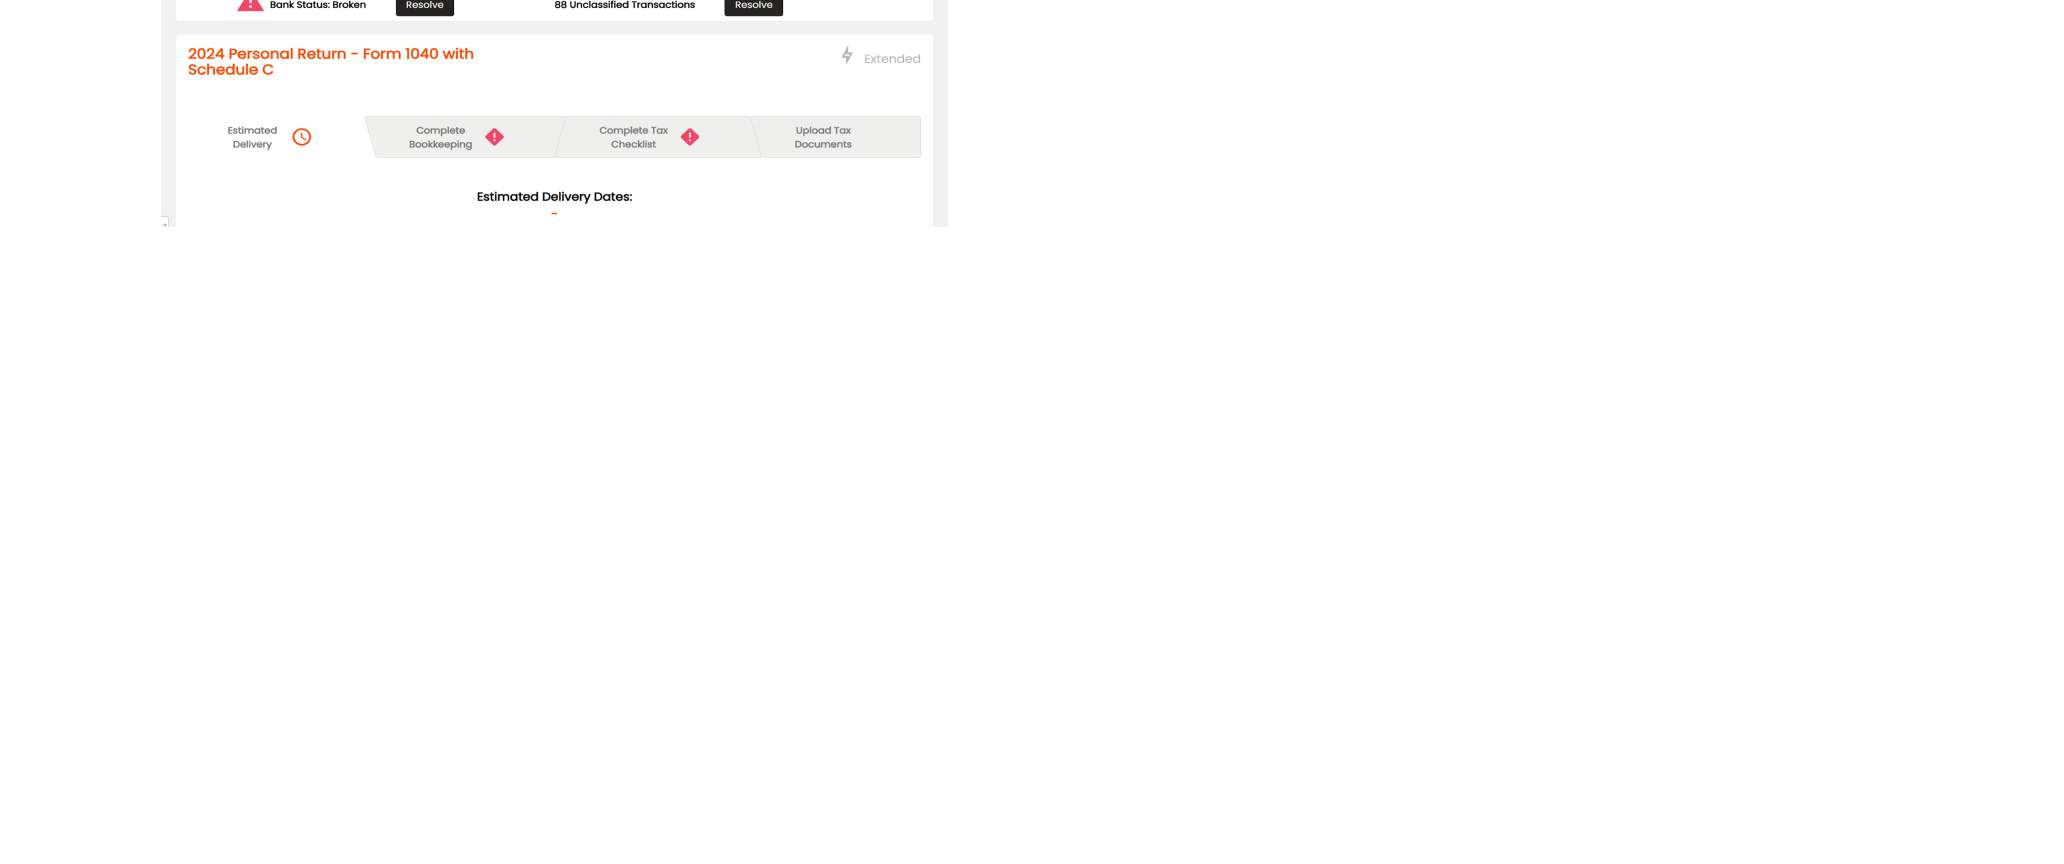 Bank Status: Broken
Resolve
88 Unclassified Transactions
Resolve
2024 Personal Return - Form 1040 with
Schedule C
Extended
Estimated
Delivery
Complete
Bookkeeping
Complete Tax
Checklist
Upload Tax
Documents
Estimated Delivery Dates:
-